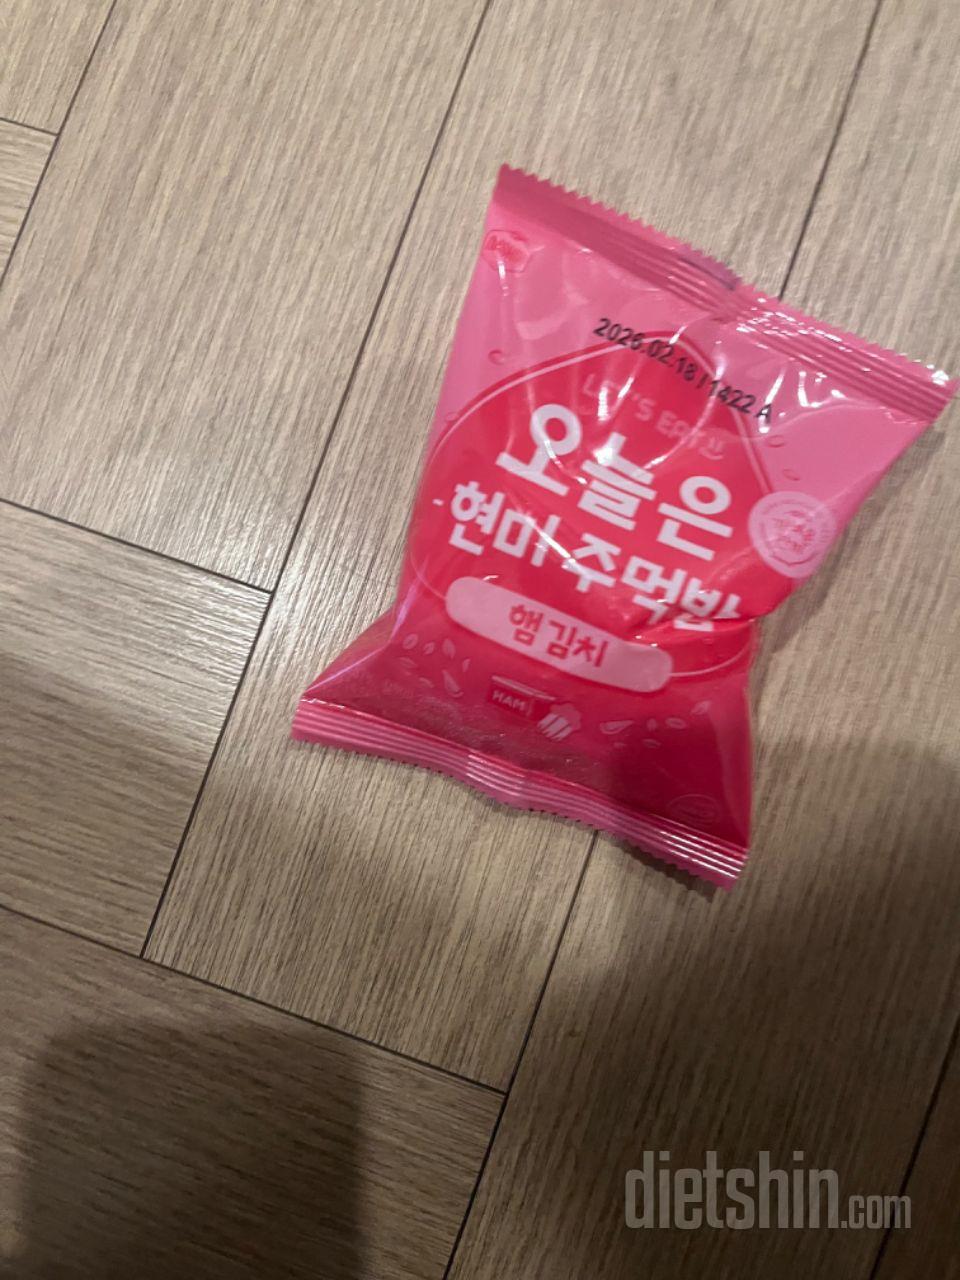 2026.02.18 / 1422 A
LET'S EAT
오늘은
현미 주먹밥
햄 김치
HAM
dietshin.com